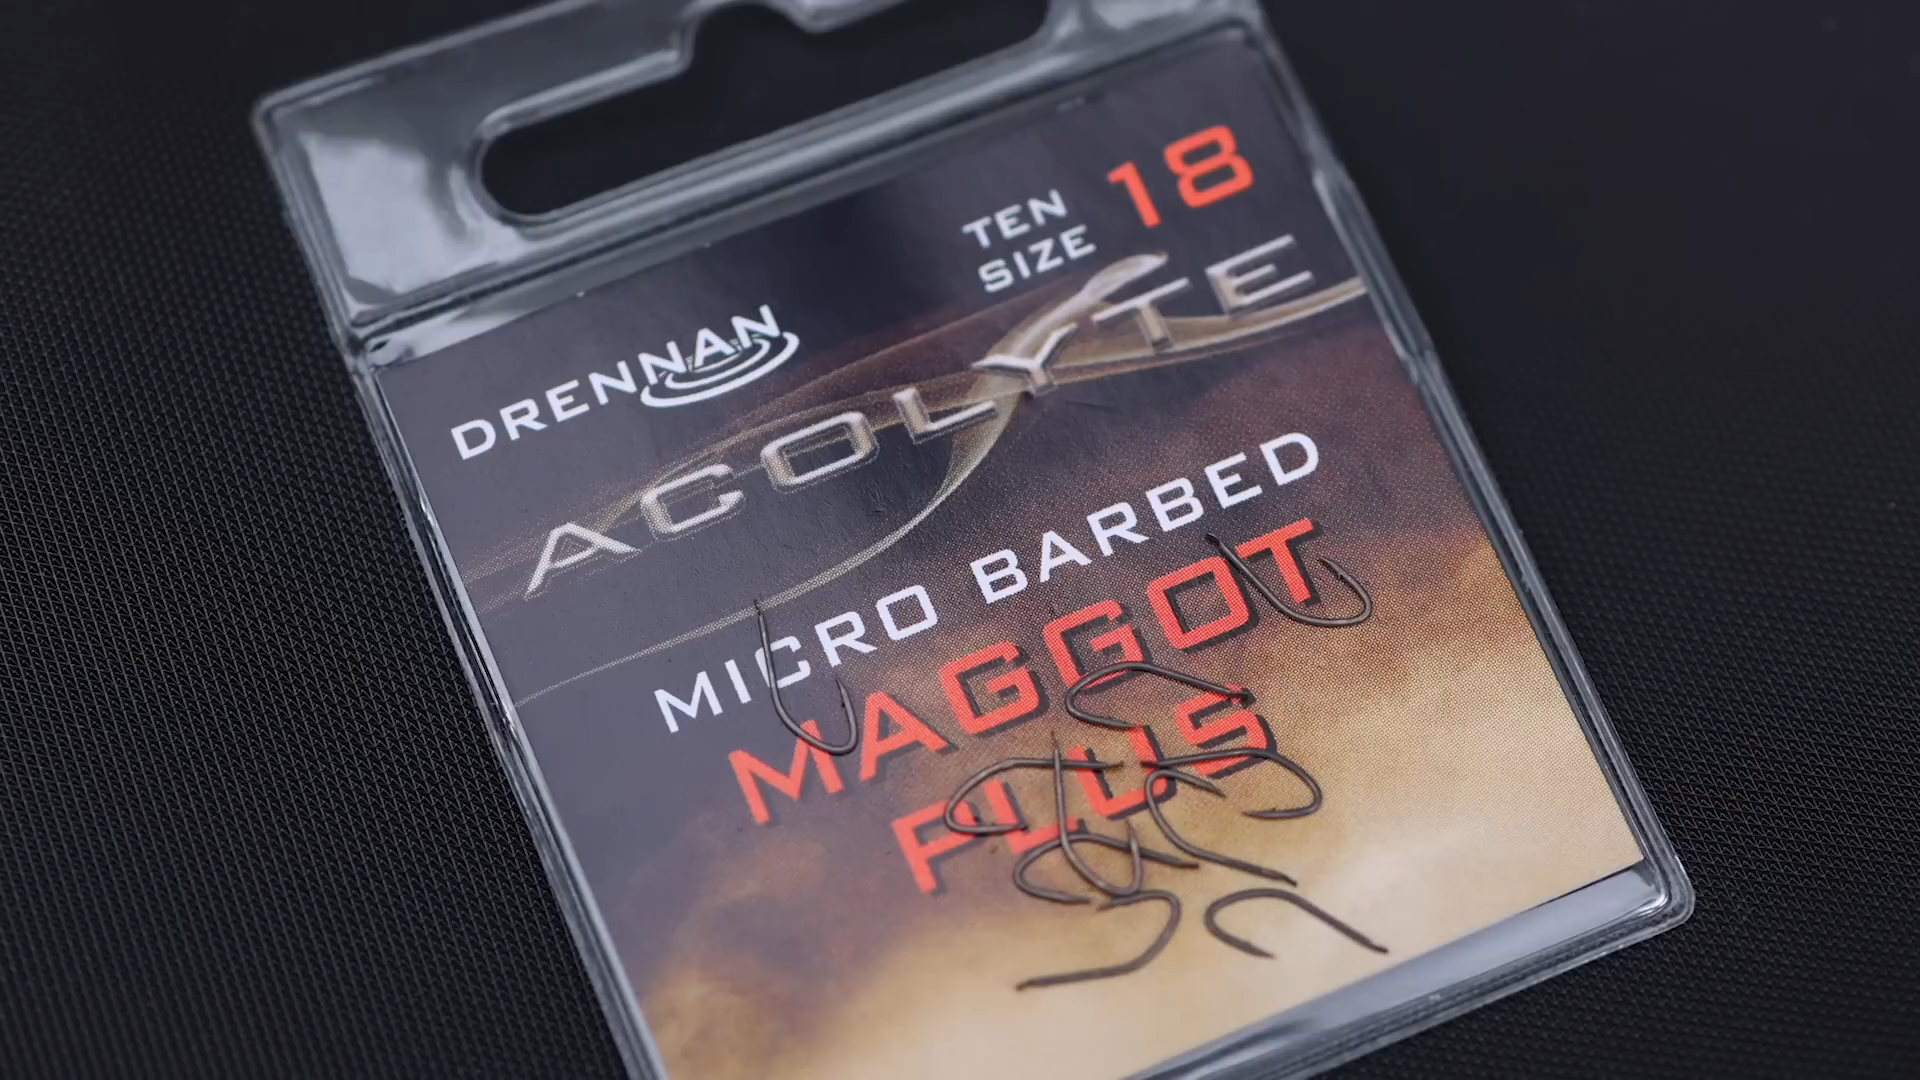 TEN
SIZE 18
DRENNAN
ACOLYTE
MICRO BARBED
MAGGOT
PLUS